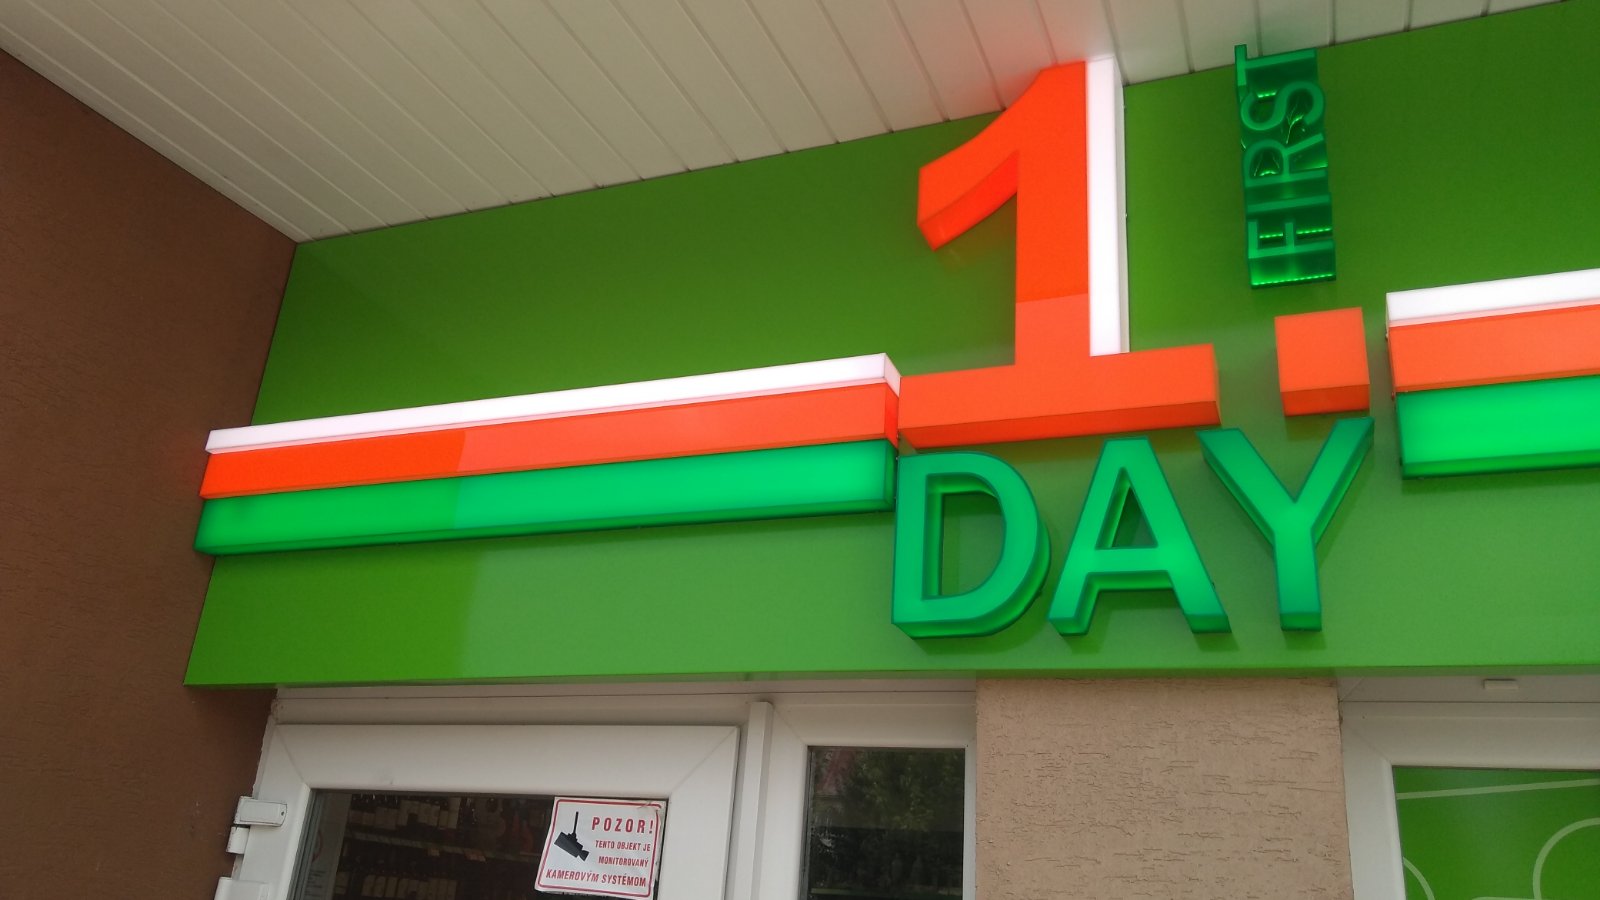 1.
FIRST
DAY
POZOR!
TENTO OBJEKT JE
MONITOROVANÝ
KAMEROVÝM SYSTÉMOM